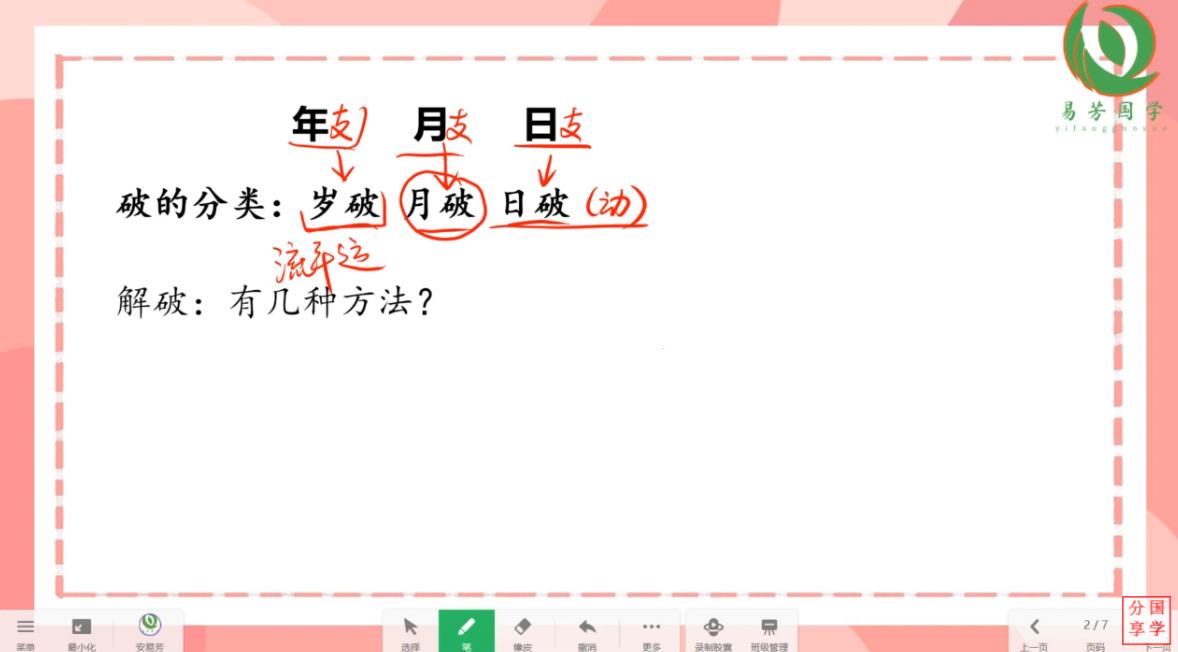 易芳国学
yifangguoxue
年支 月支 日支
破的分类：岁破 月破 日破（动）
流年运
解破：有几种方法？
分国
享学
菜单 最小化 安易芳 选择 笔 橡皮 撤消 更多 录制胶囊 班级管理 上一页 2/7 页码 下一页